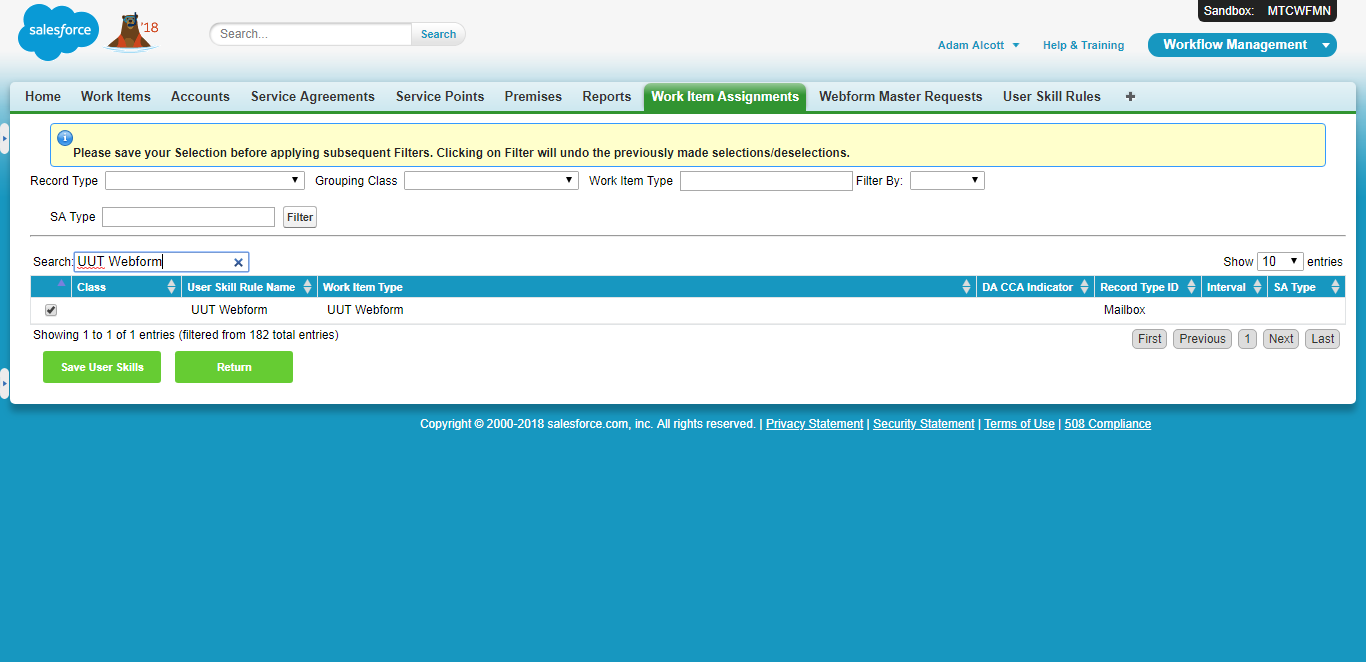 Sandbox: MTCWFMN
salesforce '18 Search... Search
Adam Alcott Help & Training Workflow Management
Home Work Items Accounts Service Agreements Service Points Premises Reports Work Item Assignments Webform Master Requests User Skill Rules +
Please save your Selection before applying subsequent Filters. Clicking on Filter will undo the previously made selections/deselections.
Record Type Grouping Class Work Item Type Filter By:
SA Type Filter
Search: UUT Webform Show 10 entries
Class User Skill Rule Name Work Item Type DA CCA Indicator Record Type ID Interval SA Type
UUT Webform UUT Webform Mailbox
Showing 1 to 1 of 1 entries (filtered from 182 total entries) First Previous 1 Next Last
Save User Skills Return
Copyright © 2000-2018 salesforce.com, inc. All rights reserved. | Privacy Statement | Security Statement | Terms of Use | 508 Compliance